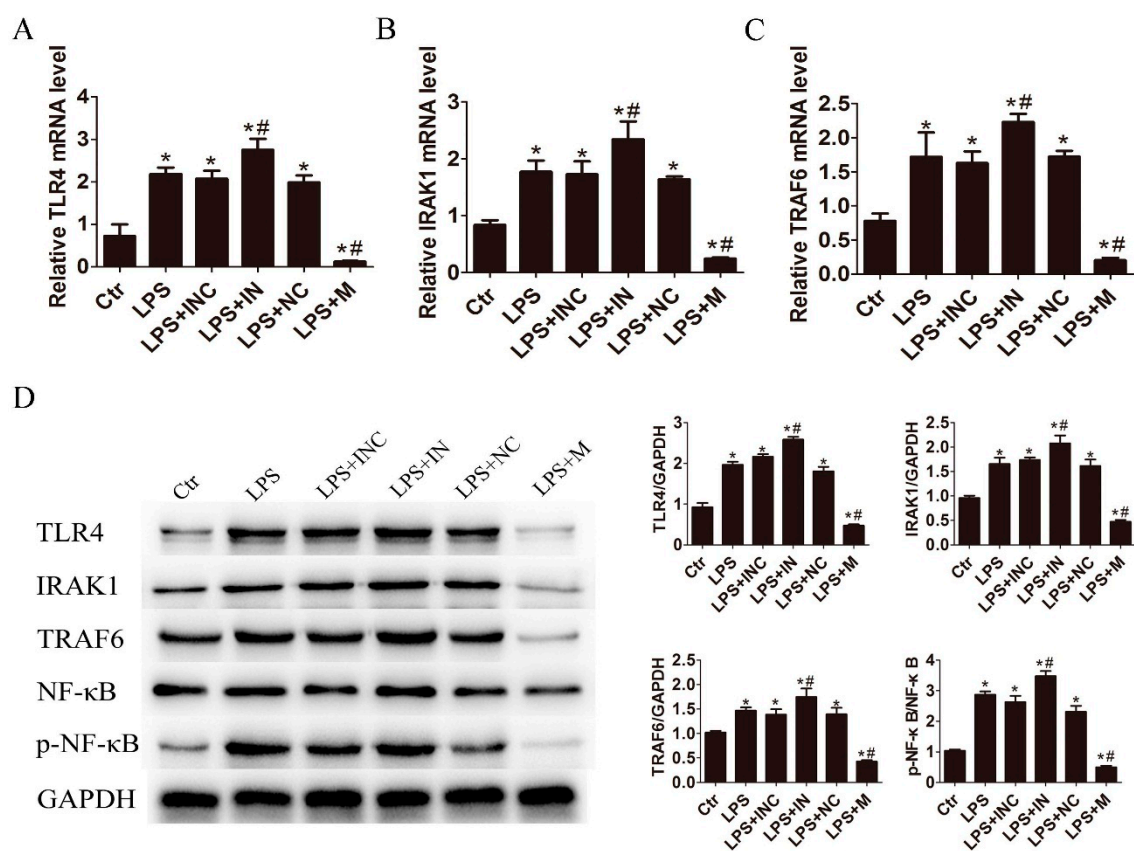 A
Relative TLR4 mRNA level
4
3
2
1
0
*
*
*#
*
*#
Ctr
LPS
LPS+INC
LPS+IN
LPS+NC
LPS+M
B
Relative IRAK1 mRNA level
3
2
1
0
*
*
*#
*
*#
Ctr
LPS
LPS+INC
LPS+IN
LPS+NC
LPS+M
C
Relative TRAF6 mRNA level
2.5
2.0
1.5
1.0
0.5
0.0
*
*
*#
*
*#
Ctr
LPS
LPS+INC
LPS+IN
LPS+NC
LPS+M
D
Ctr
LPS
LPS+INC
LPS+IN
LPS+NC
LPS+M
TLR4
IRAK1
TRAF6
NF-κB
p-NF-κB
GAPDH
TLR4/GAPDH
3
2
1
0
*
*
*#
*
*#
Ctr
LPS
LPS+INC
LPS+IN
LPS+NC
LPS+M
IRAK1/GAPDH
2.5
2.0
1.5
1.0
0.5
0.0
*
*
*#
*
*#
Ctr
LPS
LPS+INC
LPS+IN
LPS+NC
LPS+M
TRAF6/GAPDH
2.5
2.0
1.5
1.0
0.5
0.0
*
*
*#
*
*#
Ctr
LPS
LPS+INC
LPS+IN
LPS+NC
LPS+M
p-NF-κB/NF-κB
4
3
2
1
0
*
*
*#
*
*#
Ctr
LPS
LPS+INC
LPS+IN
LPS+NC
LPS+M